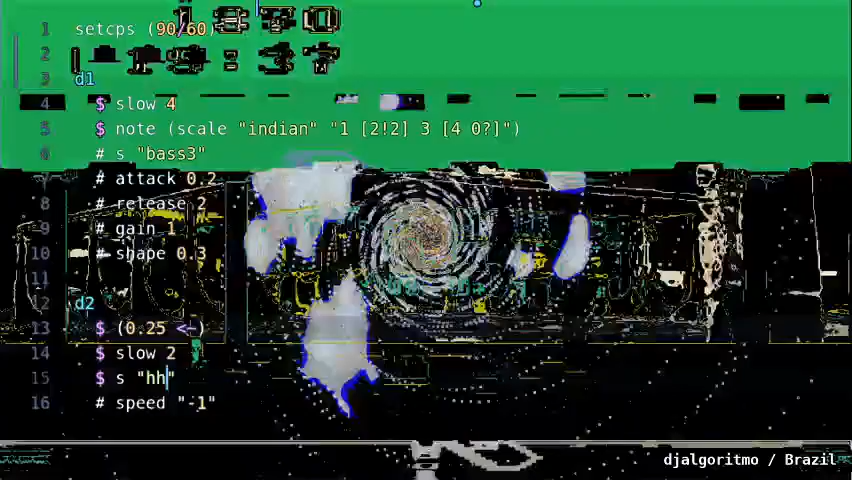 1 setcps (90/60)
2
3 d1
4 $ slow 4
5 $ note (scale "indian" "1 [2!2] 3 [4 0?]")
6 # s "bass3"
7 # attack 0.2
8 # release 2
9 # gain 1
10 # shape 0.3
11
12 d2
13 $ (0.25 <~)
14 $ slow 2
15 $ s "hh"
16 # speed "-1"
djalgoritmo / Brazil